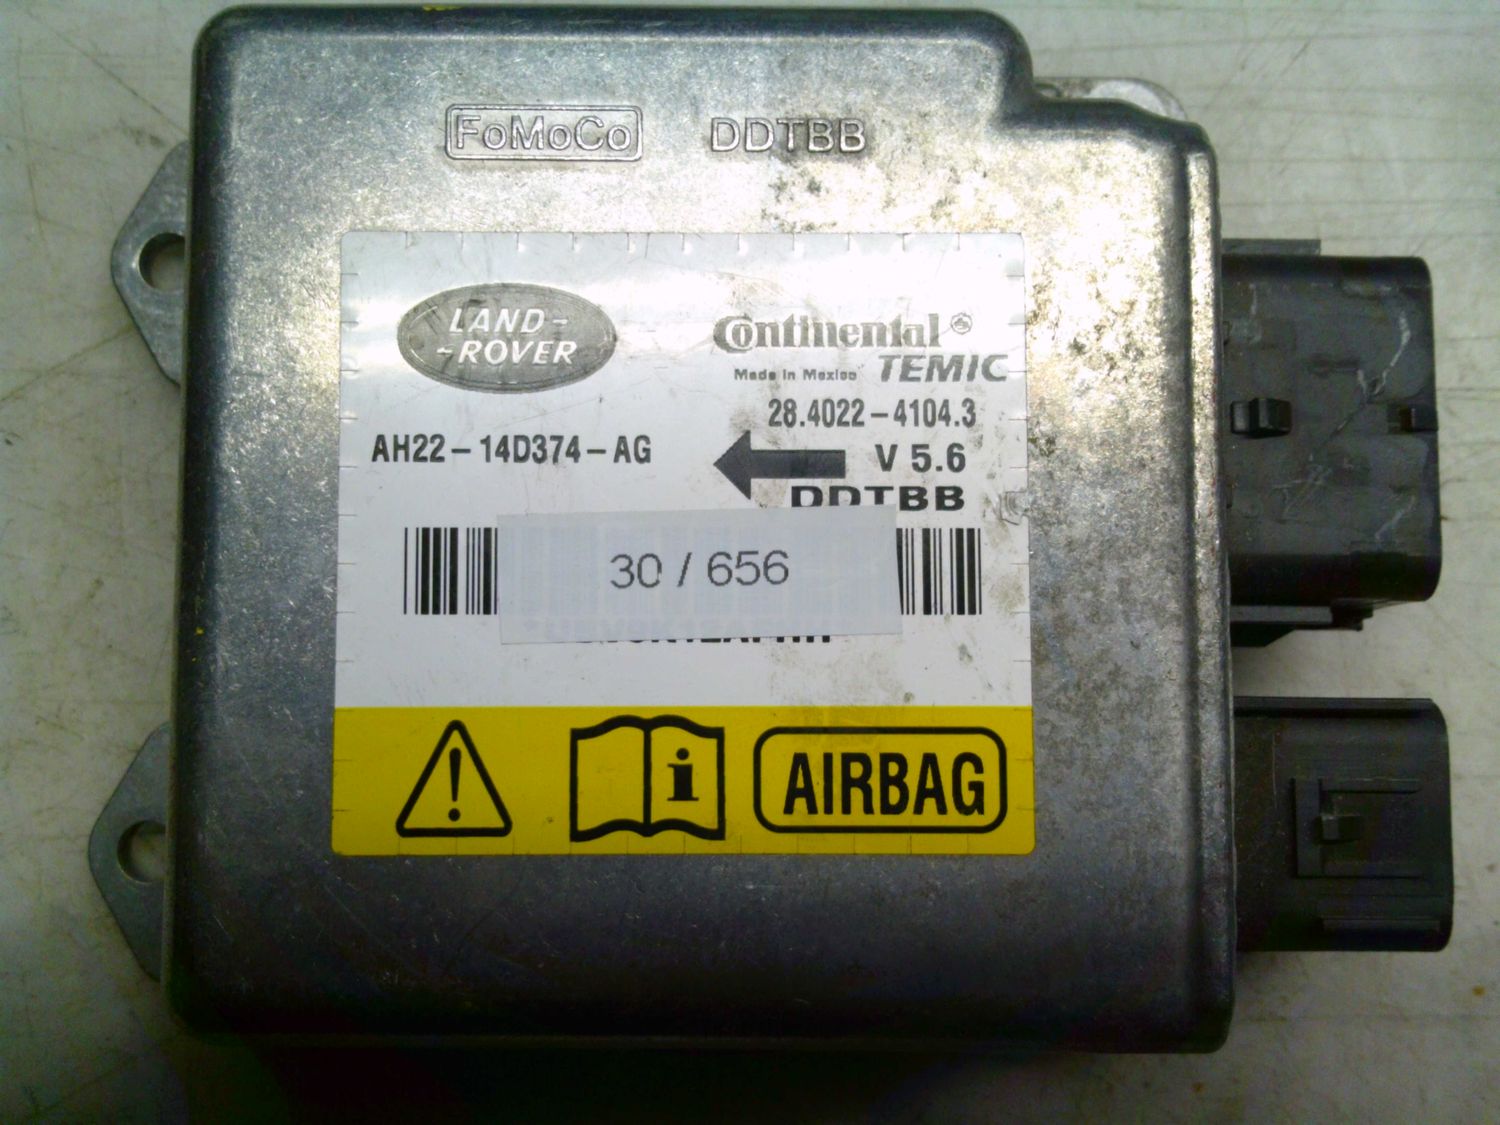 FoMoCo DDTBB
LAND-
-ROVER
Continental
Made in Mexico TEMIC
28.4022-4104.3
AH22-14D374-AG
V 5.6
DDTBB
30 / 656
i
AIRBAG